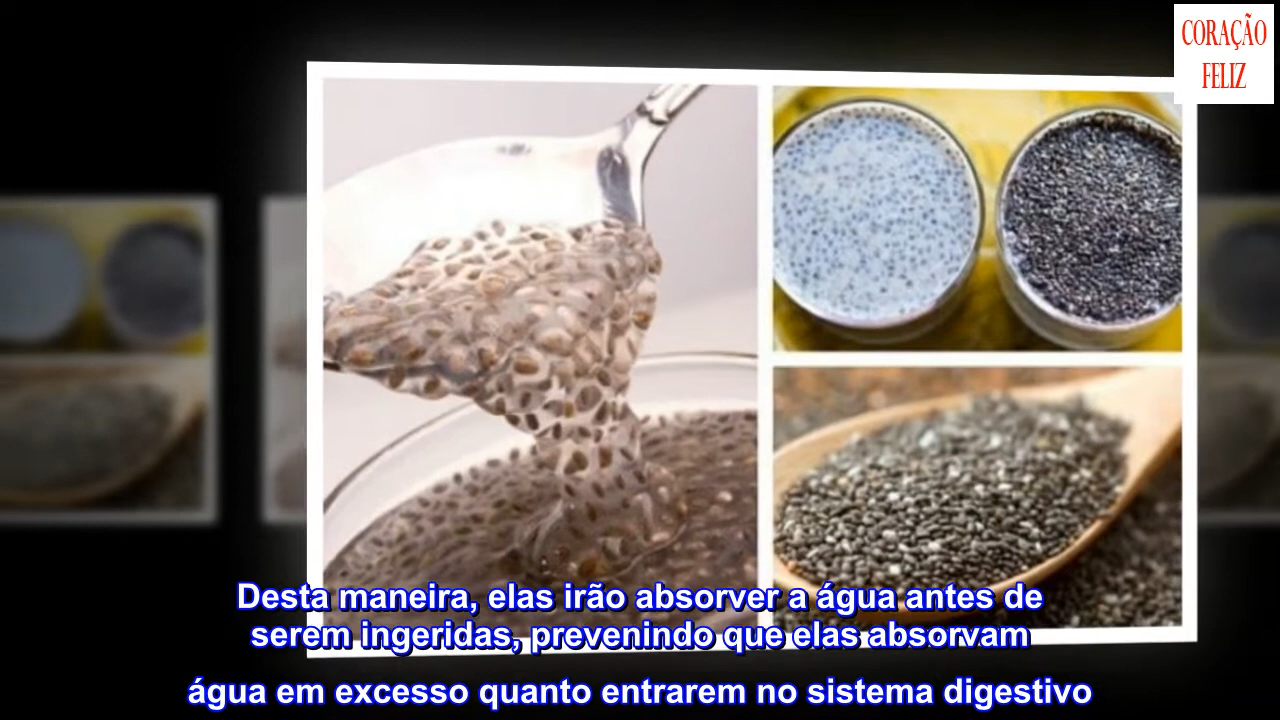 CORAÇÃO
FELIZ
Desta maneira, elas irão absorver a água antes de
serem ingeridas, prevenindo que elas absorvam
água em excesso quanto entrarem no sistema digestivo